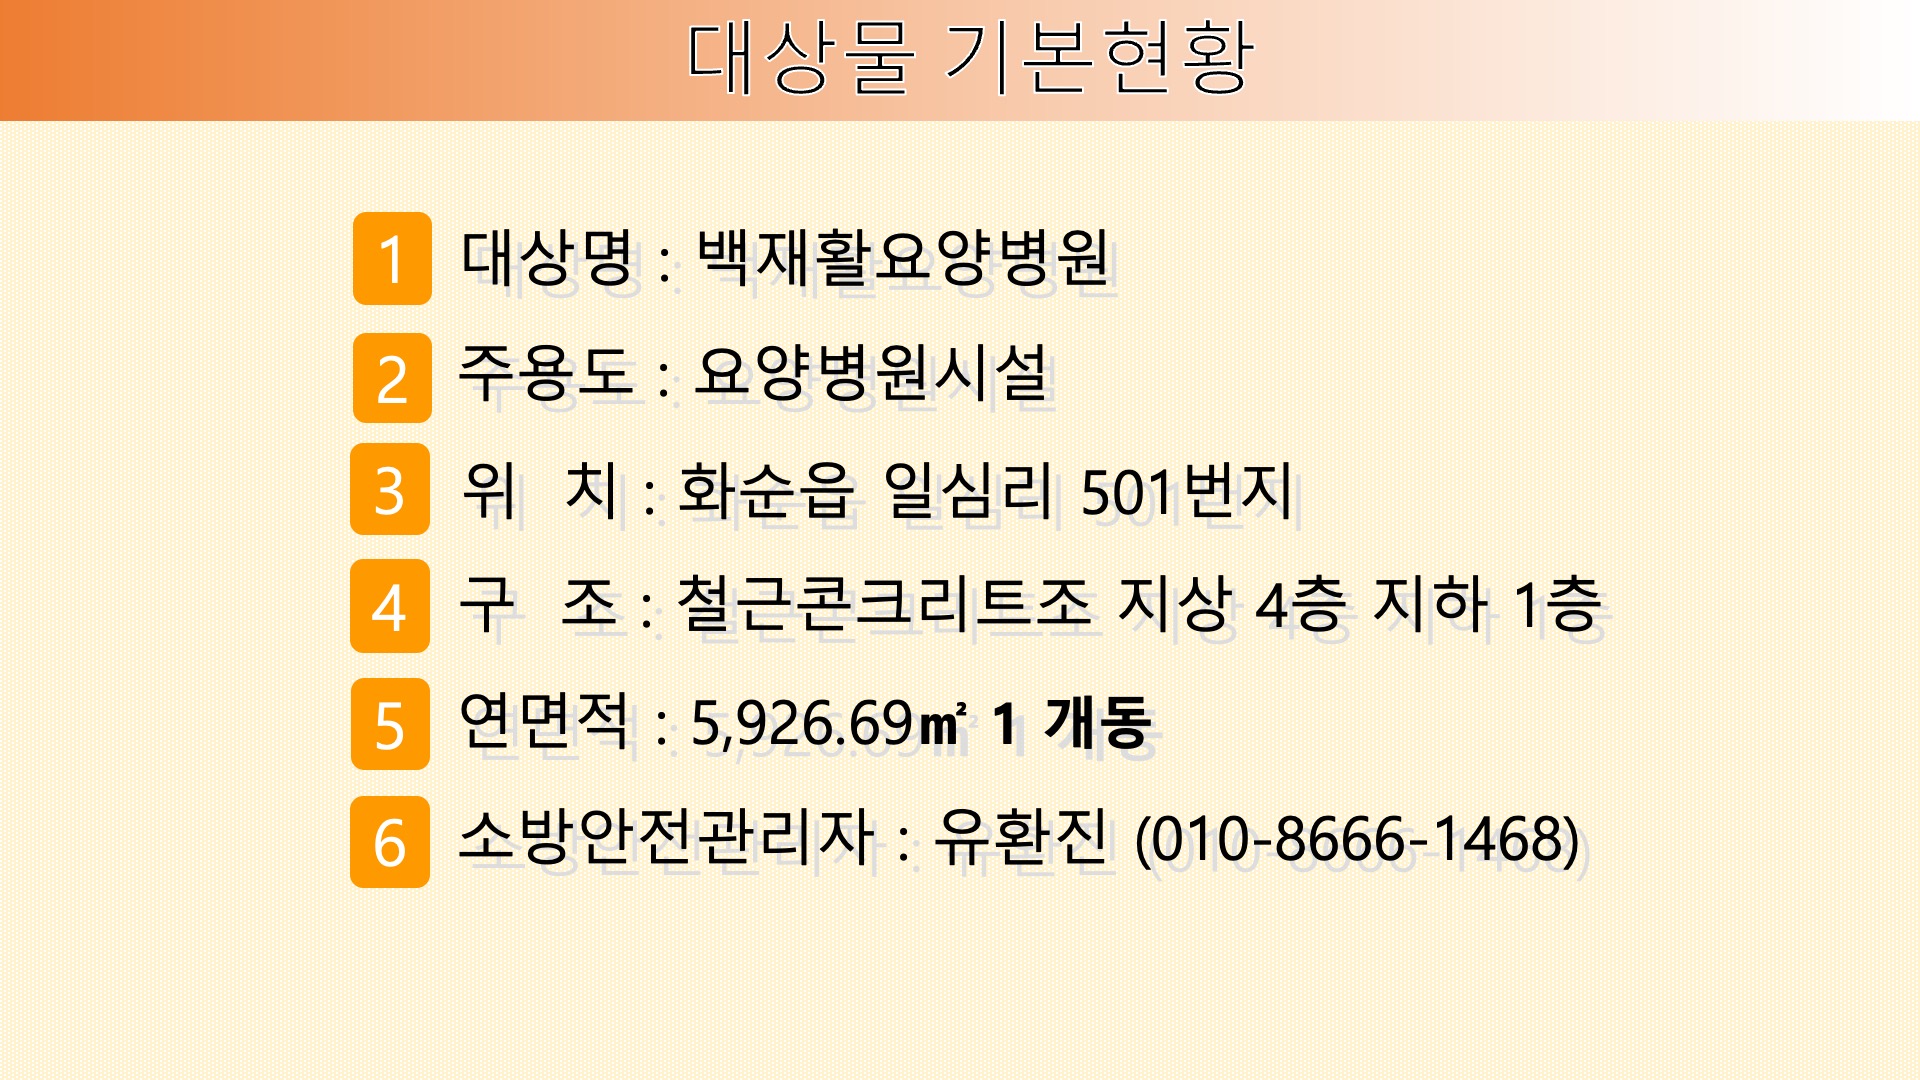 대상물 기본현황
1 대상명 : 백재활요양병원
2 주용도 : 요양병원시설
3 위 치 : 화순읍 일심리 501번지
4 구 조 : 철근콘크리트조 지상 4층 지하 1층
5 연면적 : 5,926.69㎡ 1 개동
6 소방안전관리자 : 유환진 (010-8666-1468)